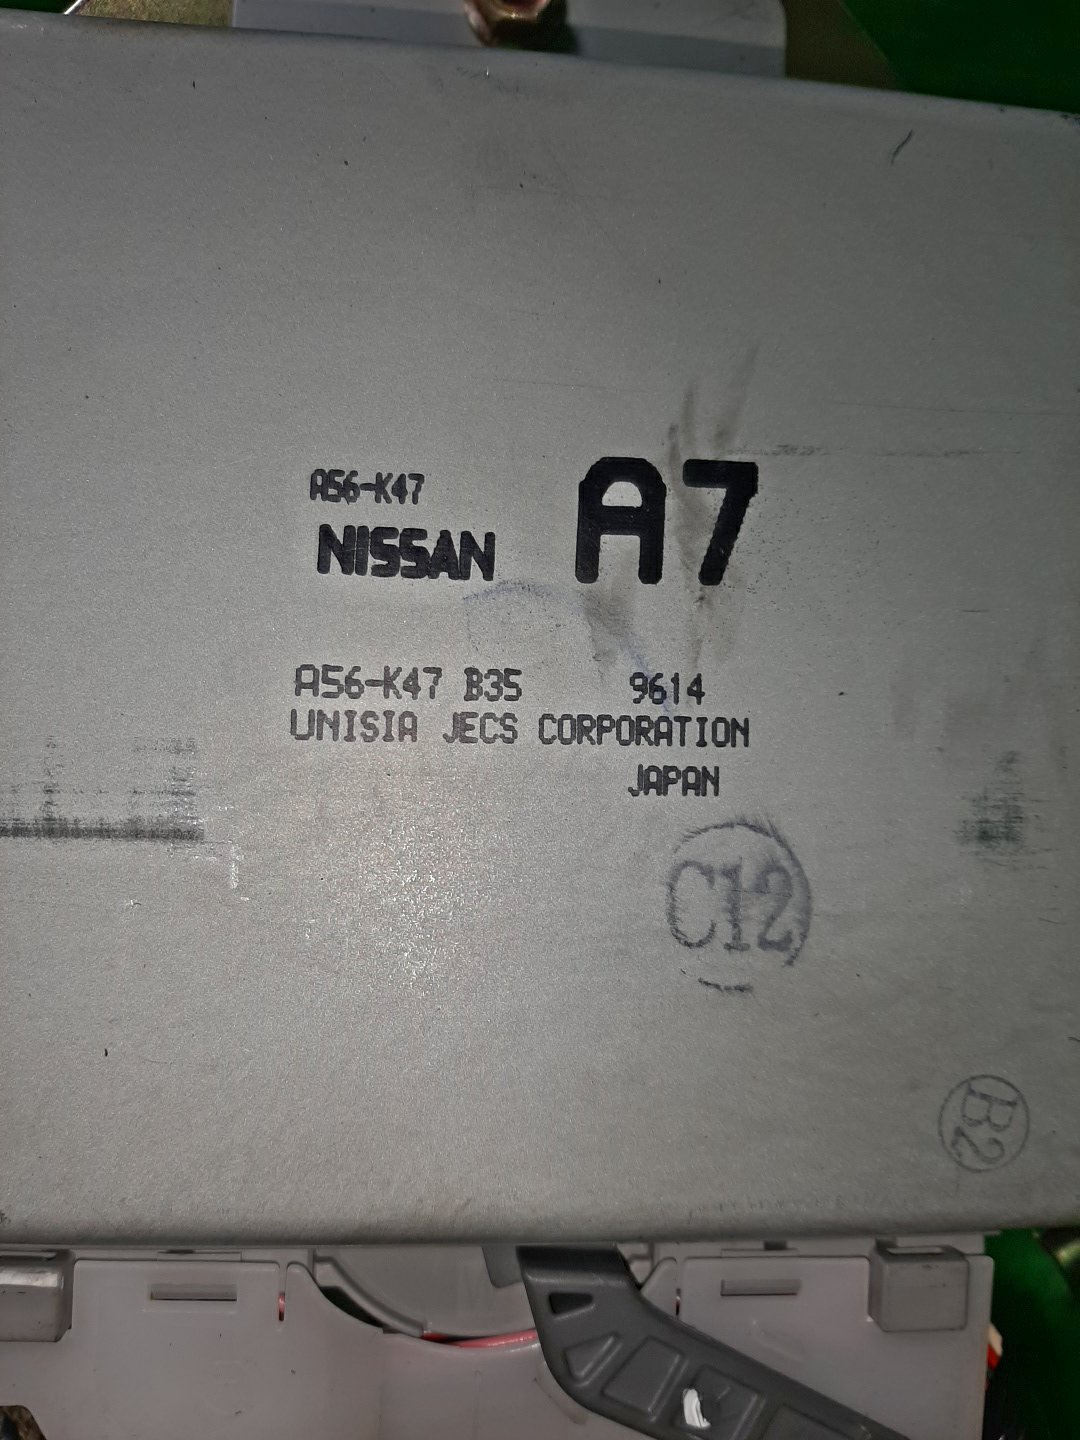 A56-K47
NISSAN A7
A56-K47 B35 9614
UNISIA JECS CORPORATION
JAPAN
C12
B2